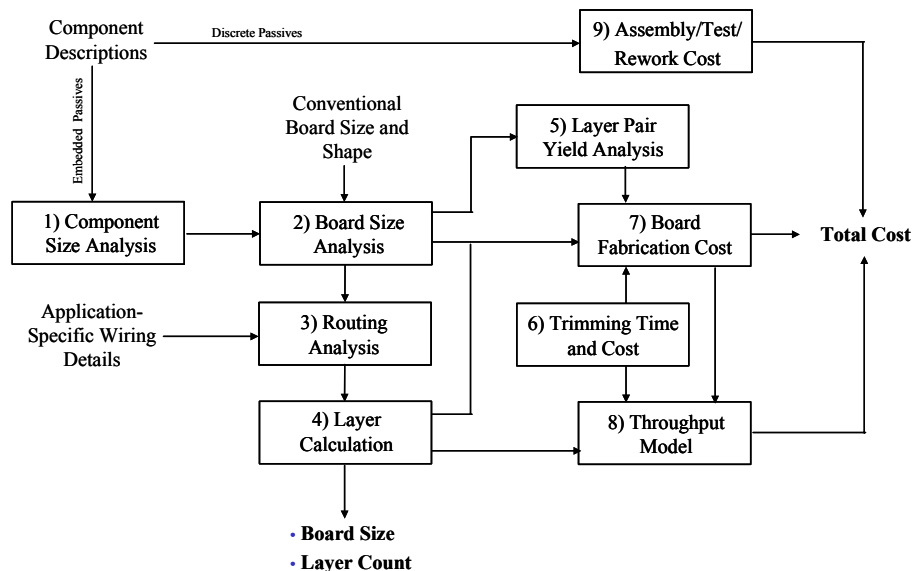 Component
Descriptions
Discrete Passives
9) Assembly/Test/
Rework Cost
Embedded Passives
Conventional
Board Size and
Shape
5) Layer Pair
Yield Analysis
1) Component
Size Analysis
2) Board Size
Analysis
7) Board
Fabrication Cost
Total Cost
Application-
Specific Wiring
Details
3) Routing
Analysis
6) Trimming Time
and Cost
4) Layer
Calculation
8) Throughput
Model
• Board Size
• Layer Count